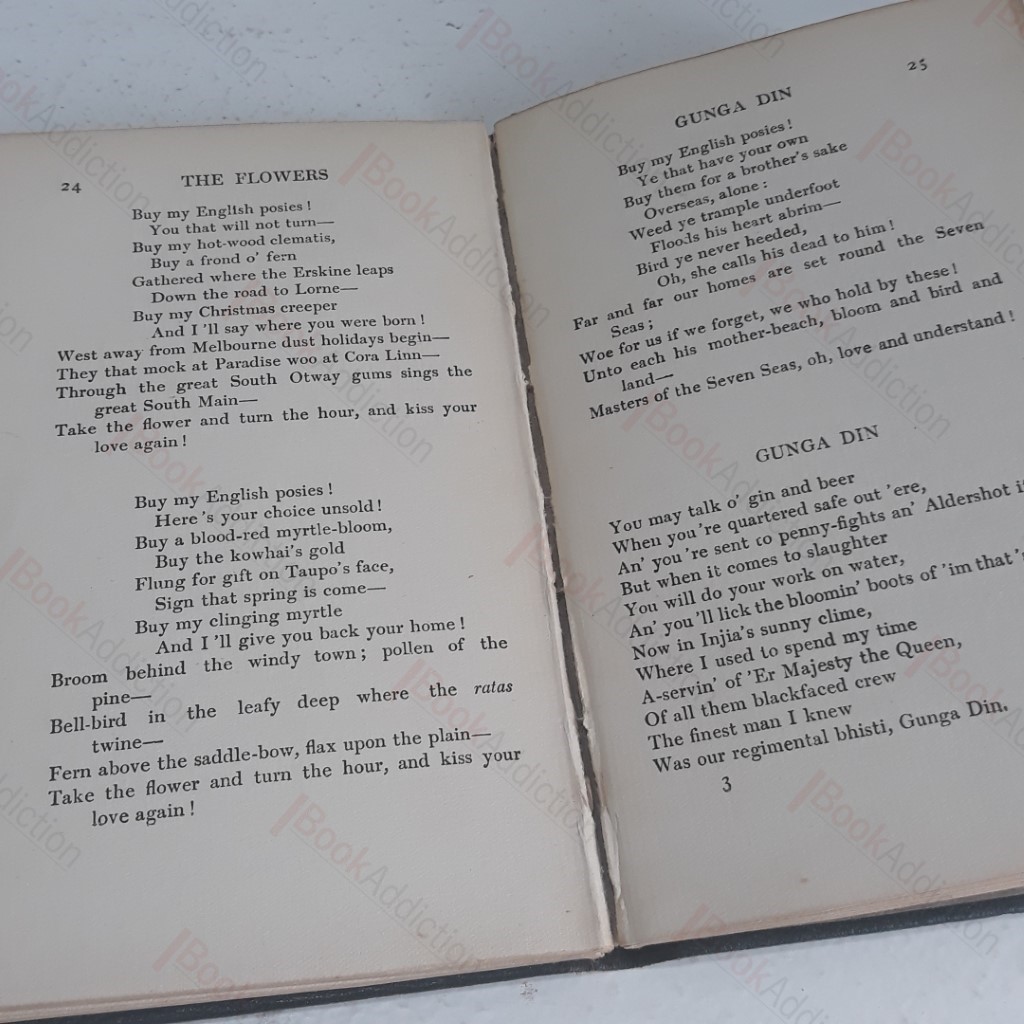 24
THE FLOWERS
Buy my English posies!
You that will not turn—
Buy my hot-wood clematis,
Buy a frond o' fern
Gathered where the Erskine leaps
Down the road to Lorne—
Buy my Christmas creeper
And I'll say where you were born!
West away from Melbourne dust holidays begin—
They that mock at Paradise woo at Cora Linn—
Through the great South Otway gums sings the
great South Main—
Take the flower and turn the hour, and kiss your
love again!
Buy my English posies!
Here's your choice unsold!
Buy a blood-red myrtle-bloom,
Buy the kowhai's gold
Flung for gift on Taupo's face,
Sign that spring is come—
Buy my clinging myrtle
And I'll give you back your home!
Broom behind the windy town; pollen of the
pine—
Bell-bird in the leafy deep where the ratas
twine—
Fern above the saddle-bow, flax upon the plain—
Take the flower and turn the hour, and kiss your
love again!
GUNGA DIN
25
Buy my English posies!
Ye that have your own
Buy them for a brother's sake
Overseas, alone:
Weed ye trample underfoot
Floods his heart abrim—
Bird ye never heeded,
Oh, she calls his dead to him!
Far and far our homes are set round the Seven
Seas;
Woe for us if we forget, we who hold by these!
Unto each his mother-beach, bloom and bird and
land—
Masters of the Seven Seas, oh, love and understand!
GUNGA DIN
You may talk o' gin and beer
When you're quartered safe out 'ere,
An' you're sent to penny-fights an' Aldershot
But when it comes to slaughter
You will do your work on water,
An' you'll lick the bloomin' boots of 'im that's
Now in Injia's sunny clime,
Where I used to spend my time
A-servin' of 'Er Majesty the Queen,
Of all them blackfaced crew
The finest man I knew
Was our regimental bhisti, Gunga Din.
3
BookAddiction